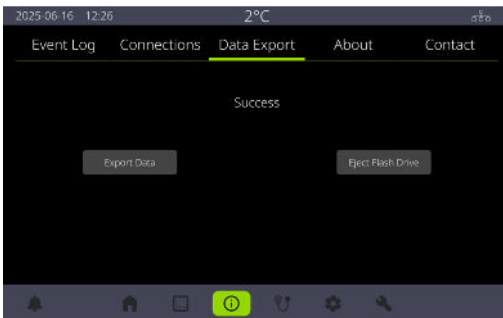 2025-06-16 12:26 2°C
Event Log Connections Data Export About Contact
Success
Export Data Eject Flash Drive